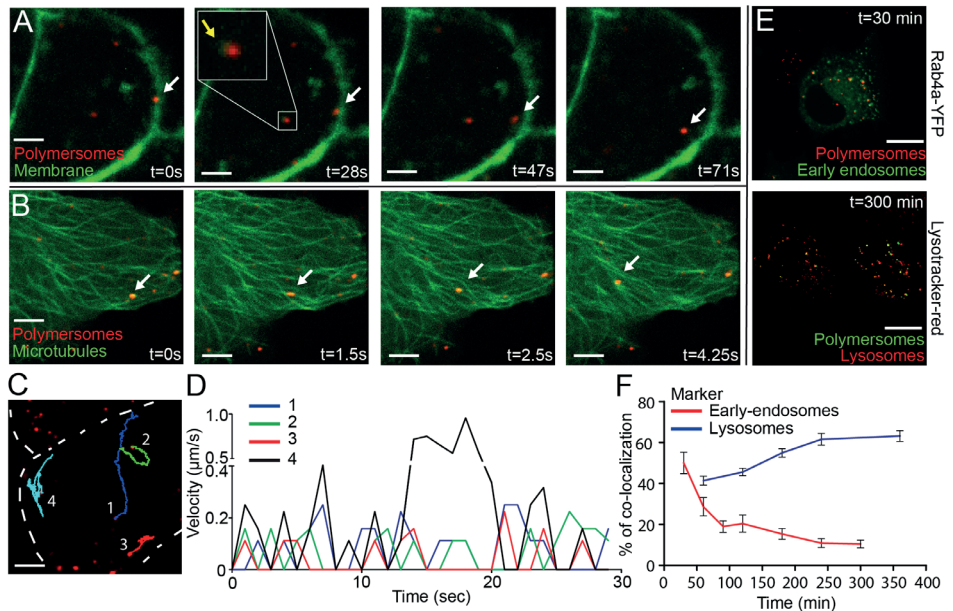 A
Polymersomes
Membrane
t=0s
t=28s
t=47s
t=71s
B
Polymersomes
Microtubules
t=0s
t=1.5s
t=2.5s
t=4.25s
E
t=30 min
Polymersomes
Early endosomes
Rab4a-YFP
t=300 min
Polymersomes
Lysosomes
Lysotracker-red
C
1
2
3
4
D
1
2
3
4
Velocity (µm/s)
1.0
0.5
0.4
0.2
0
0 10 20 30
Time (sec)
F
Marker
Early-endosomes
Lysosomes
% of co-localization
80
60
40
20
0
0 50 100 150 200 250 300 350 400
Time (min)